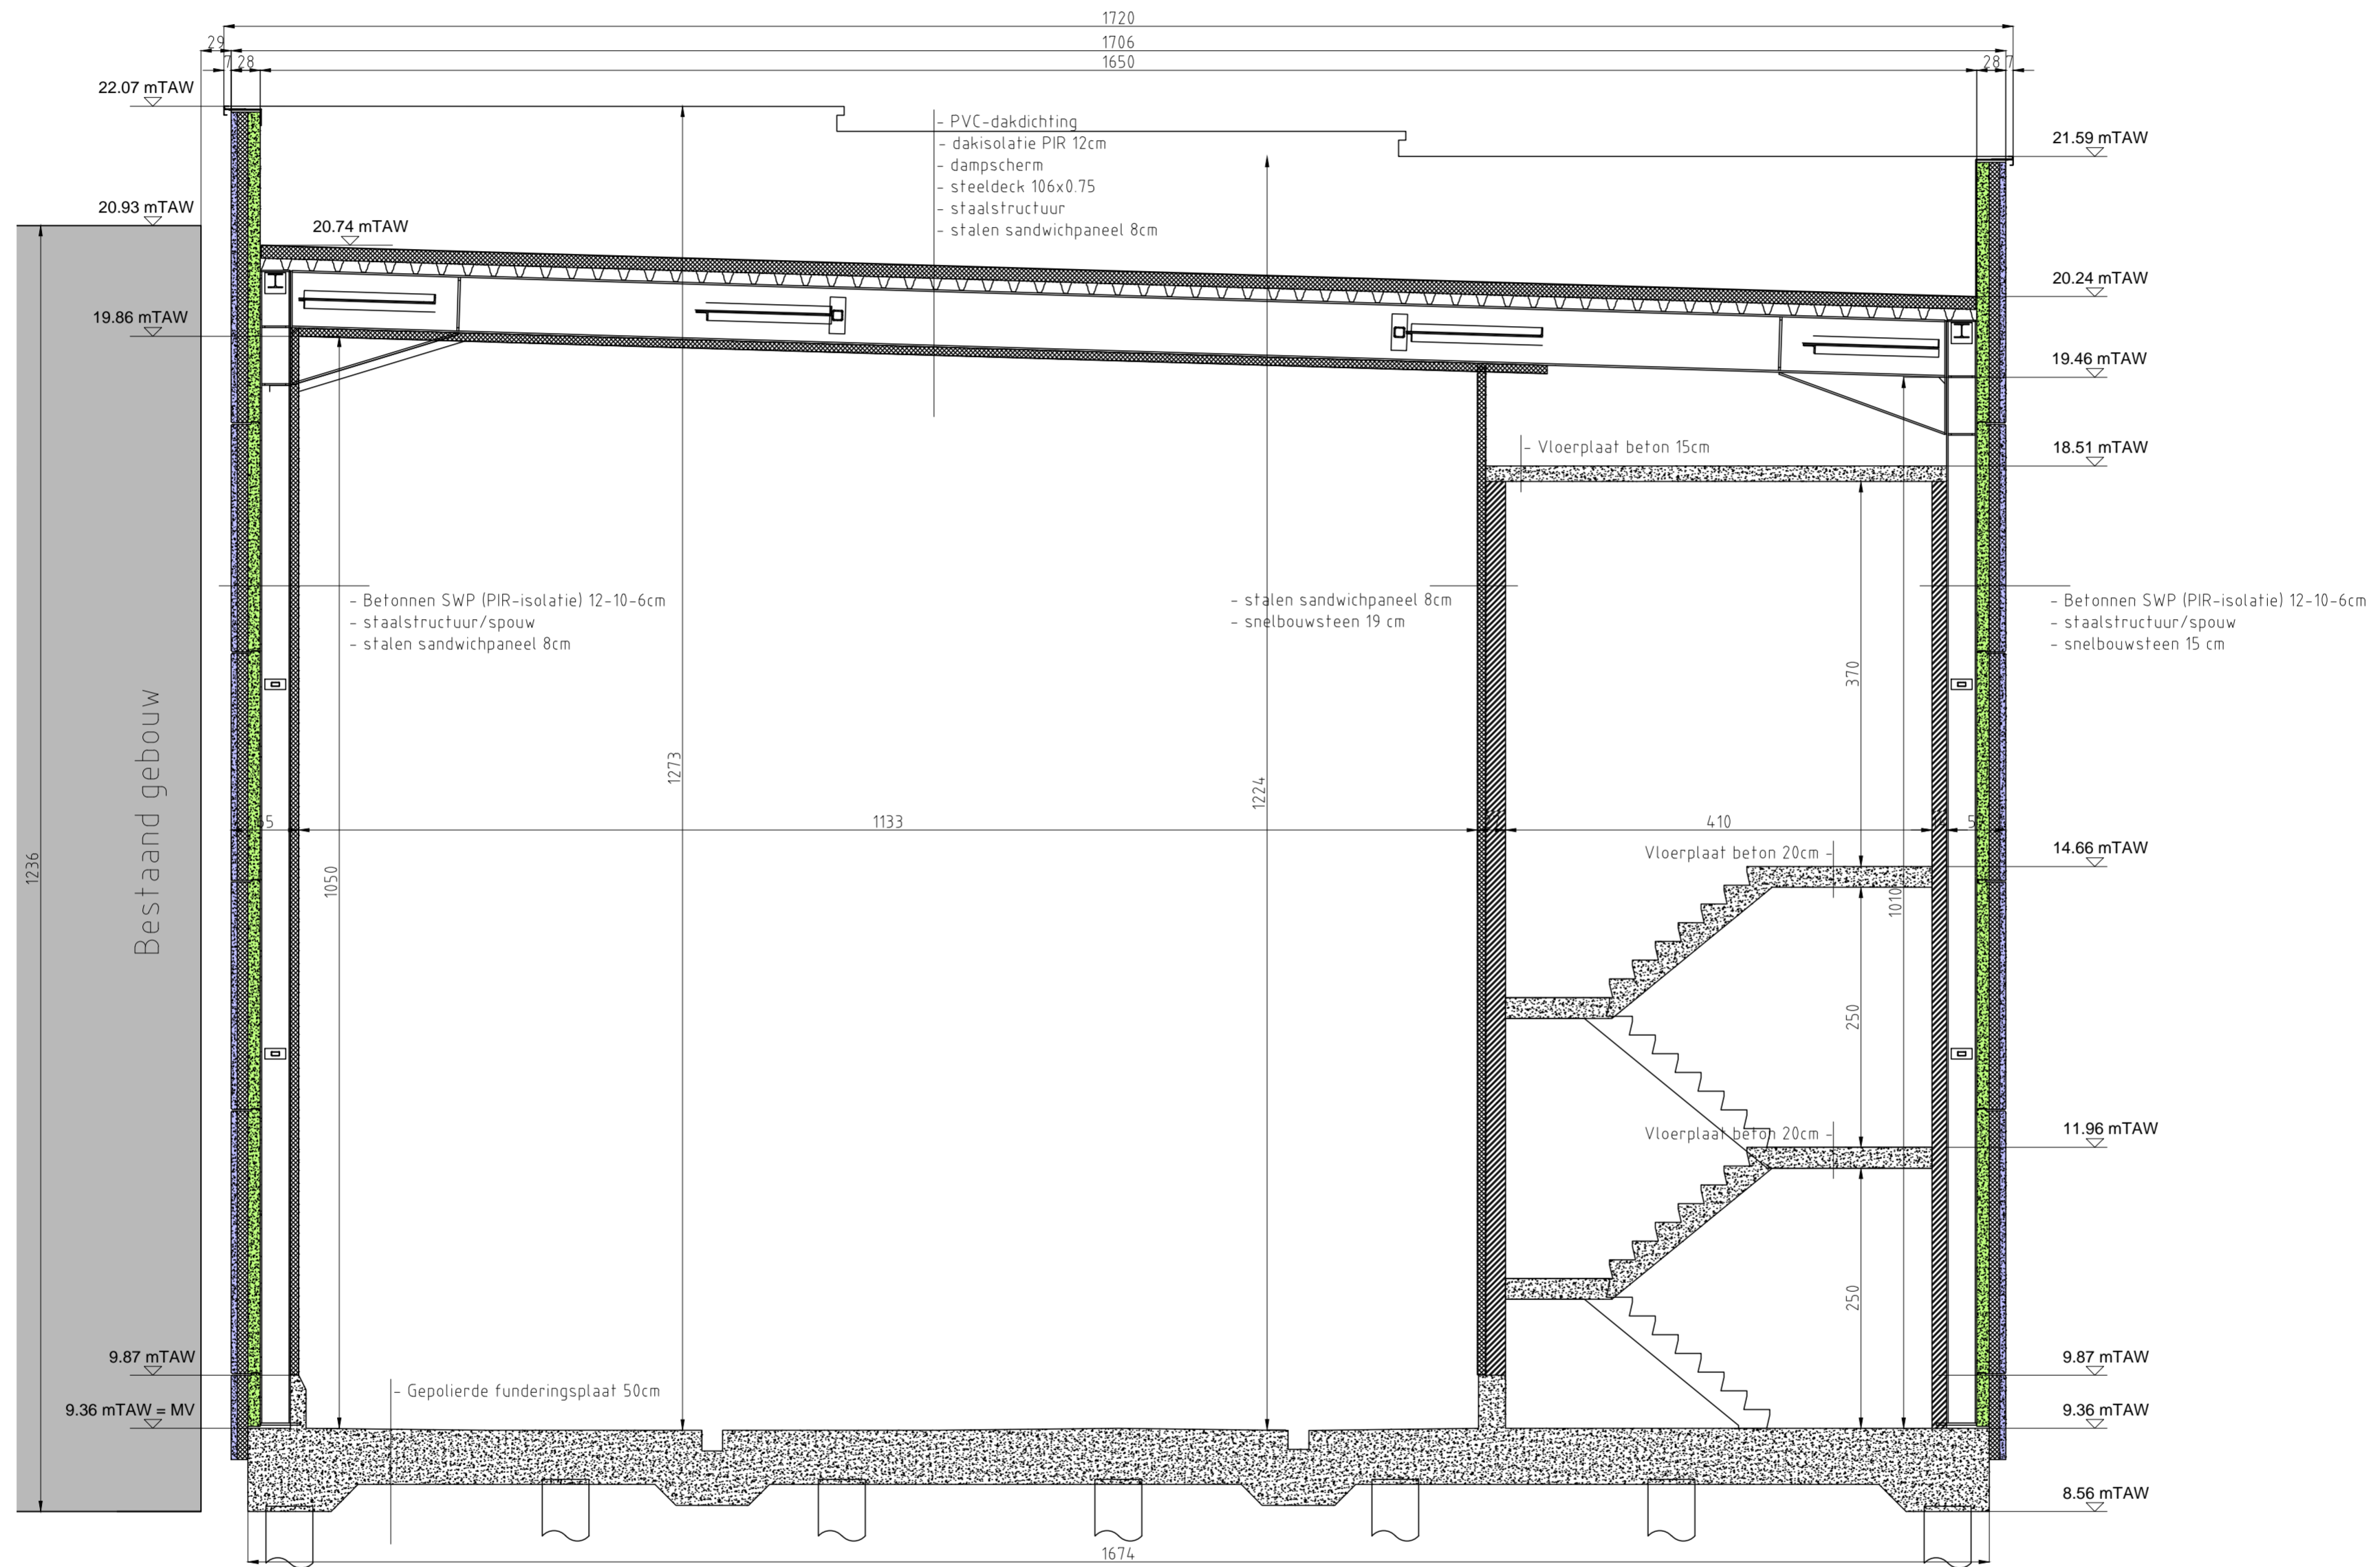 1720
29
1706
7
28
1650
28
7
22.07 mTAW
- PVC-dakdichting
- dakisolatie PIR 12cm
- dampscherm
- steeldeck 106x0.75
- staalstructuur
- stalen sandwichpaneel 8cm
21.59 mTAW
20.93 mTAW
20.74 mTAW
20.24 mTAW
19.86 mTAW
19.46 mTAW
- Vloerplaat beton 15cm
18.51 mTAW
- Betonnen SWP (PIR-isolatie) 12-10-6cm
- staalstructuur/spouw
- stalen sandwichpaneel 8cm
- stalen sandwichpaneel 8cm
- snelbouwsteen 19 cm
- Betonnen SWP (PIR-isolatie) 12-10-6cm
- staalstructuur/spouw
- snelbouwsteen 15 cm
370
Bestaand gebouw
1273
1224
1133
410
1236
1050
Vloerplaat beton 20cm -
14.66 mTAW
1010
250
Vloerplaat beton 20cm -
11.96 mTAW
250
9.87 mTAW
9.87 mTAW
- Gepolierde funderingsplaat 50cm
9.36 mTAW = MV
9.36 mTAW
8.56 mTAW
1674